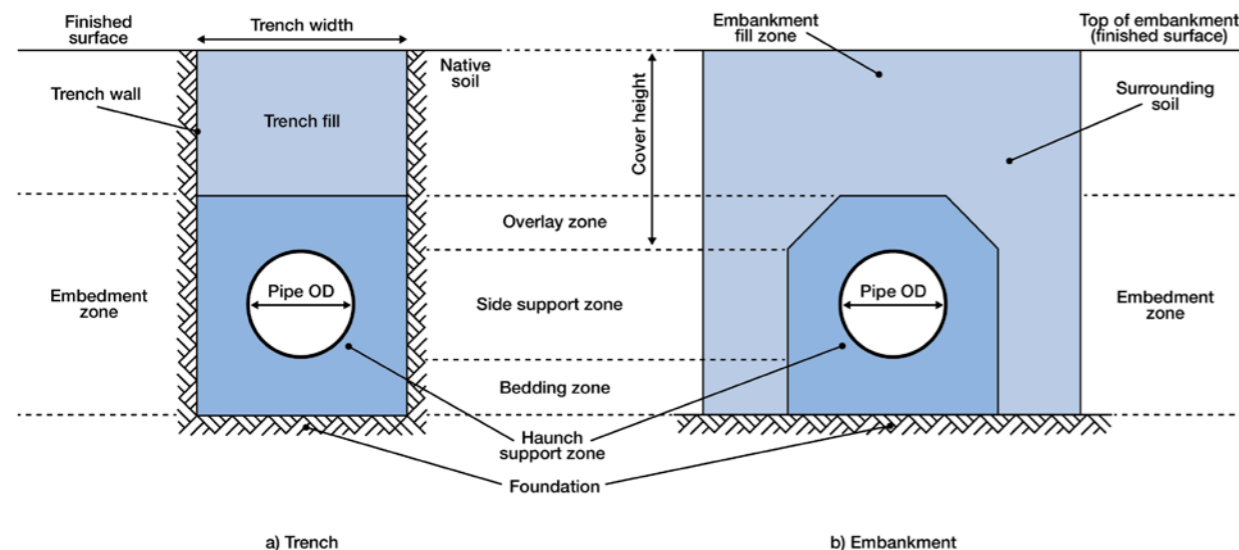 Finished
surface
Trench width
Embankment
fill zone
Top of embankment
(finished surface)
Native
soil
Trench wall
Trench fill
Cover height
Surrounding
soil
Overlay zone
Embedment
zone
Pipe OD
Side support zone
Pipe OD
Embedment
zone
Bedding zone
Haunch
support zone
Foundation
a) Trench
b) Embankment